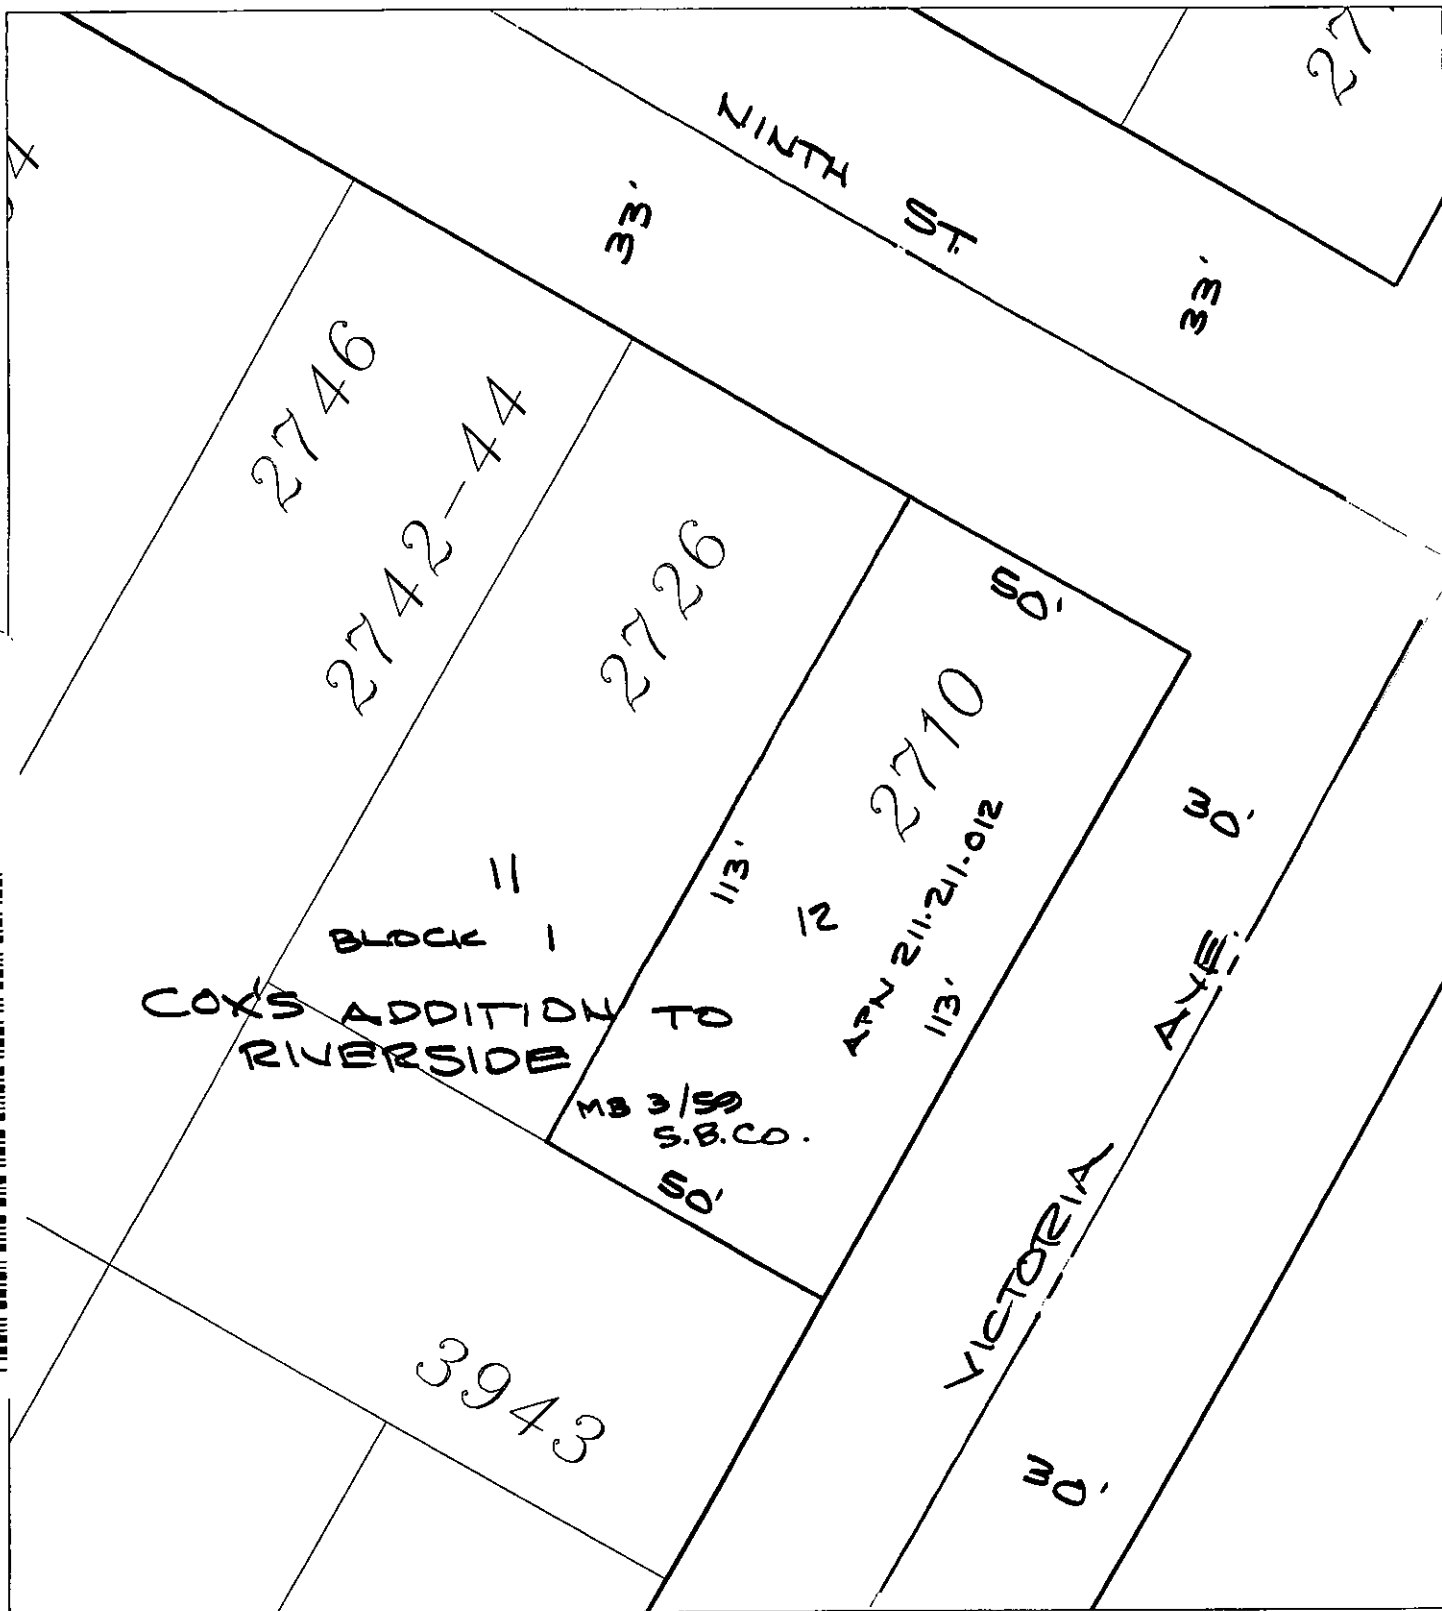 NINTH ST.
33'
33'
2746
2742-44
2726
50'
2710
30'
113'
11
12
APN 211-211-012
BLOCK 1
COX'S ADDITION TO
RIVERSIDE
113'
AVE.
MB 3/59
S.B.CO.
50'
VICTORIA
3943
30'